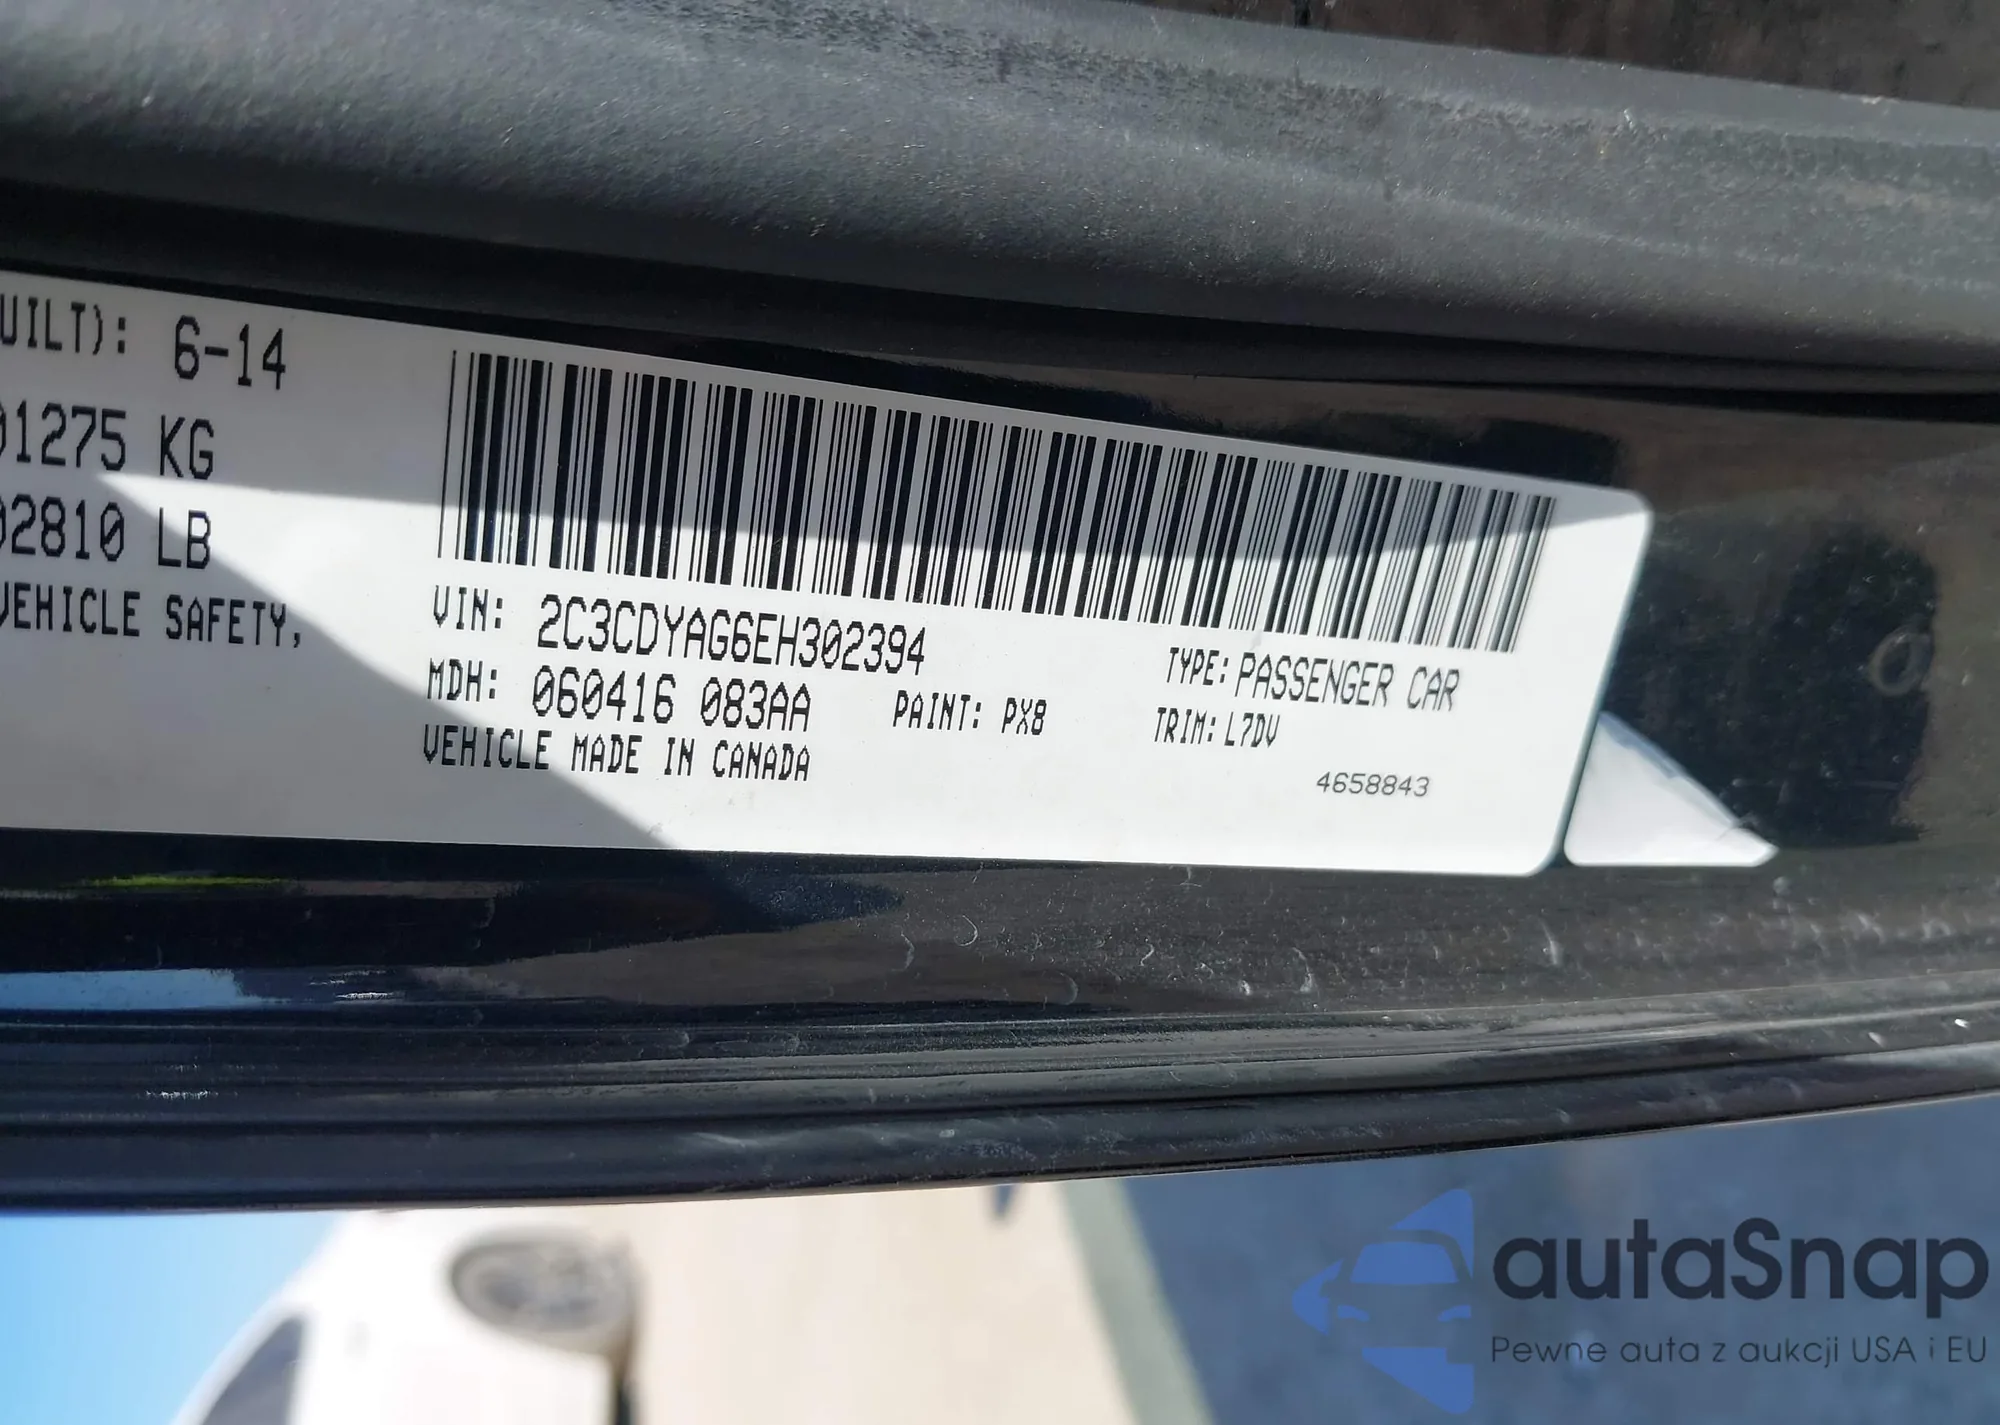 UILT): 6-14
01275 KG
02810 LB
VEHICLE SAFETY,
VIN: 2C3CDYAG6EH302394
TYPE: PASSENGER CAR
MDH: 060416 083AA
PAINT: PX8
TRIM: L7DV
VEHICLE MADE IN CANADA
4658843
autaSnap
Pewne auta z aukcji USA i EU